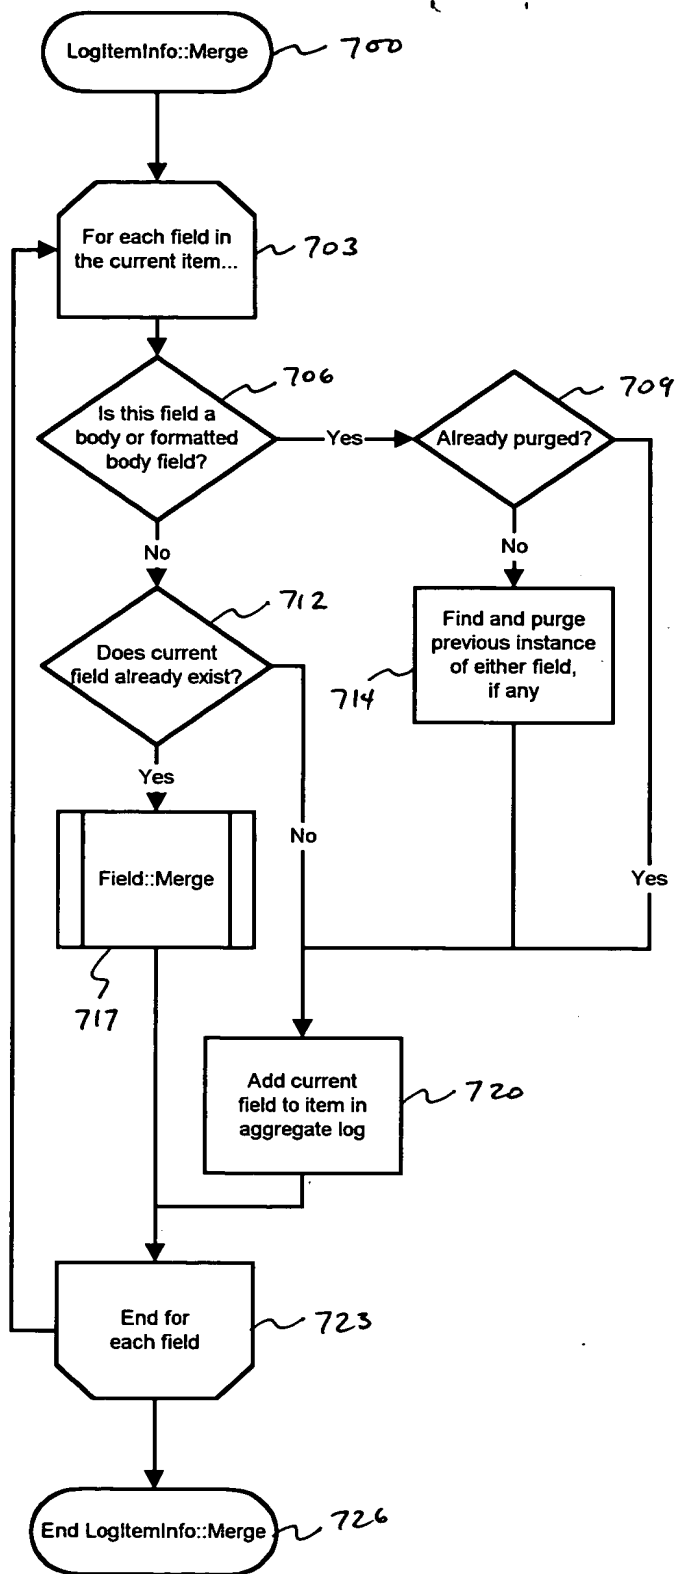 LogItemInfo::Merge
700
For each field in
the current item...
703
706
Is this field a
body or formatted
body field?
Yes
709
Already purged?
No
No
712
Does current
field already exist?
Find and purge
previous instance
of either field,
if any
714
Yes
No
Field::Merge
Yes
717
Add current
field to item in
aggregate log
720
End for
each field
723
End LogItemInfo::Merge
726